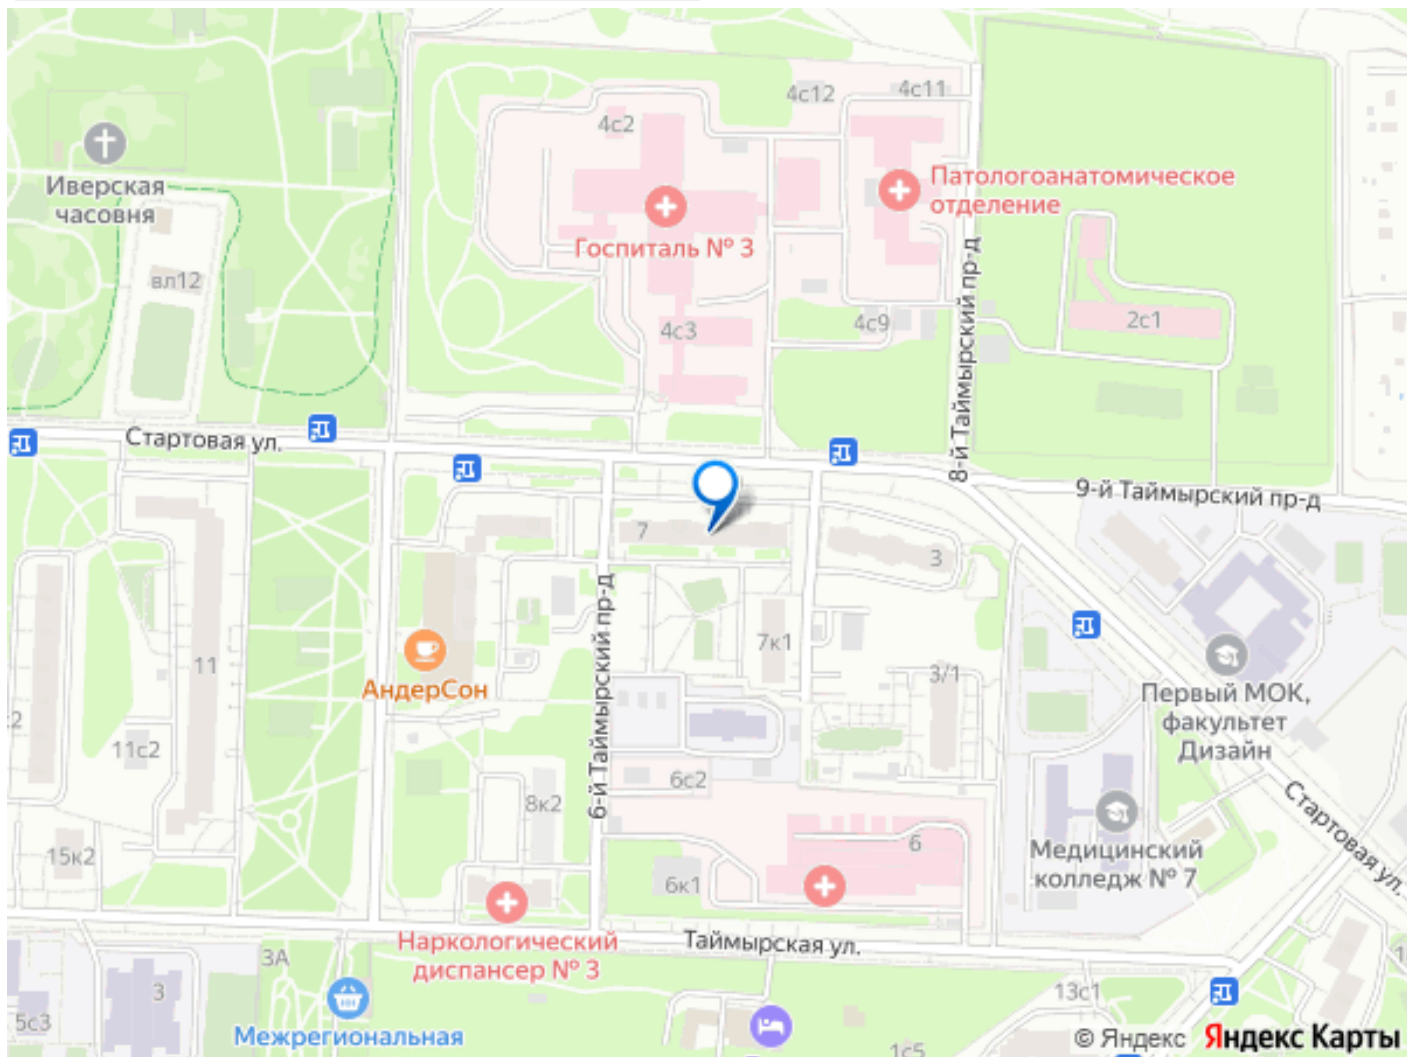 4с12
4с11
4с2
Иверская
часовня
Патологоанатомическое
отделение
Госпиталь № 3
вл12
4с3
4с9
2с1
8-й Таймырский пр-д
Стартовая ул.
9-й Таймырский пр-д
7
3
6-й Таймырский пр-д
7к1
11
АндерСон
3/1
Первый МОК,
факультет
Дизайн
11с2
6с2
8к2
Стартовая ул.
15к2
6
6к1
Медицинский
колледж № 7
Наркологический
диспансер № 3
Таймырская ул.
3А
3
5с3
13с1
Межрегиональная
1с5
© Яндекс Яндекс Карты